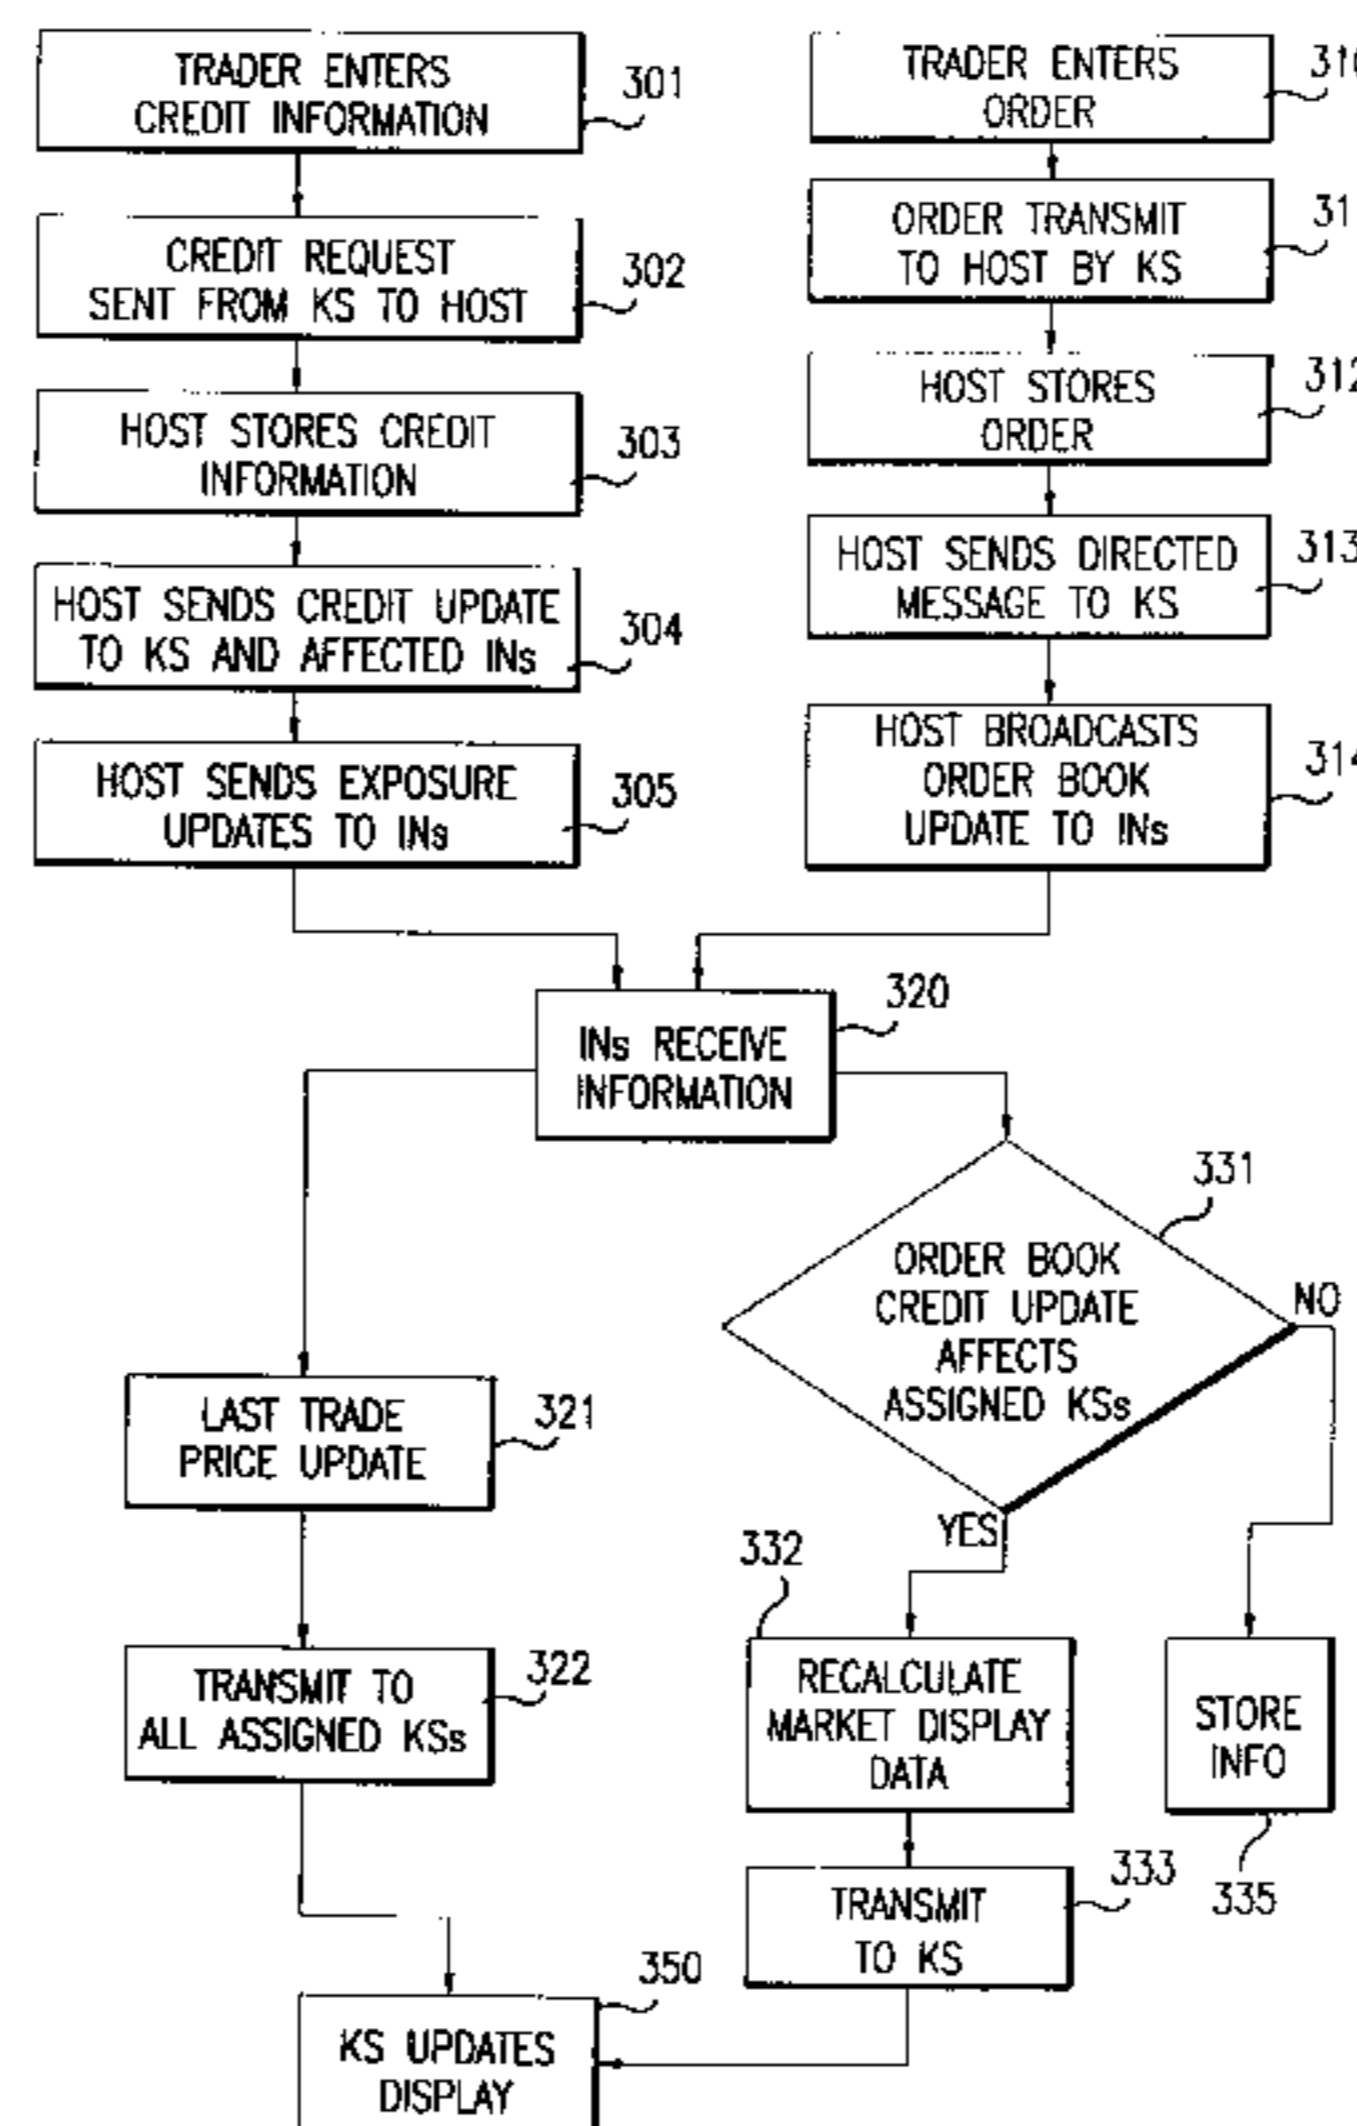 TRADER ENTERS
CREDIT INFORMATION
301
CREDIT REQUEST
SENT FROM KS TO HOST
302
HOST STORES CREDIT
INFORMATION
303
HOST SENDS CREDIT UPDATE
TO KS AND AFFECTED INs
304
HOST SENDS EXPOSURE
UPDATES TO INs
305
TRADER ENTERS
ORDER
ORDER TRANSMIT
TO HOST BY KS
HOST STORES
ORDER
312
HOST SENDS DIRECTED
MESSAGE TO KS
313
HOST BROADCASTS
ORDER BOOK
UPDATE TO INs
314
INs RECEIVE
INFORMATION
320
LAST TRADE
PRICE UPDATE
321
TRANSMIT TO
ALL ASSIGNED KSs
322
331
ORDER BOOK
CREDIT UPDATE
AFFECTS
ASSIGNED KSs
NO
YES
332
RECALCULATE
MARKET DISPLAY
DATA
STORE
INFO
335
TRANSMIT
TO KS
333
KS UPDATES
DISPLAY
350